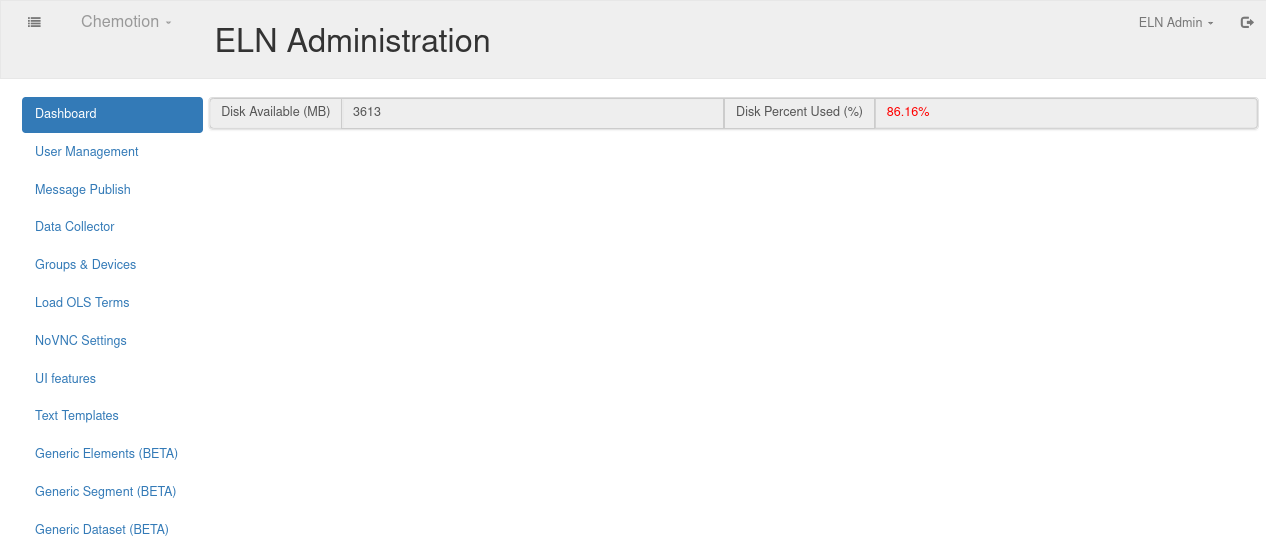 Chemotion
ELN Administration
ELN Admin
Dashboard
Disk Available (MB) 3613 Disk Percent Used (%) 86.16%
User Management
Message Publish
Data Collector
Groups & Devices
Load OLS Terms
NoVNC Settings
UI features
Text Templates
Generic Elements (BETA)
Generic Segment (BETA)
Generic Dataset (BETA)